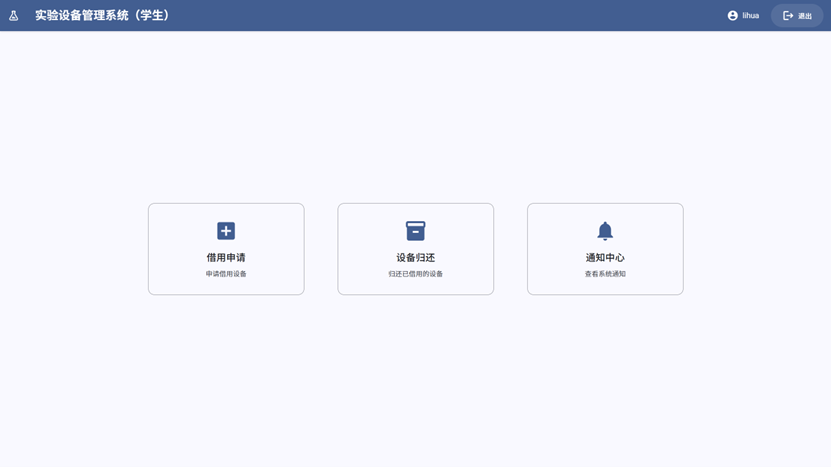 实验设备管理系统（学生）
lihua
退出
借用申请
申请借用设备
设备归还
归还已借用的设备
通知中心
查看系统通知